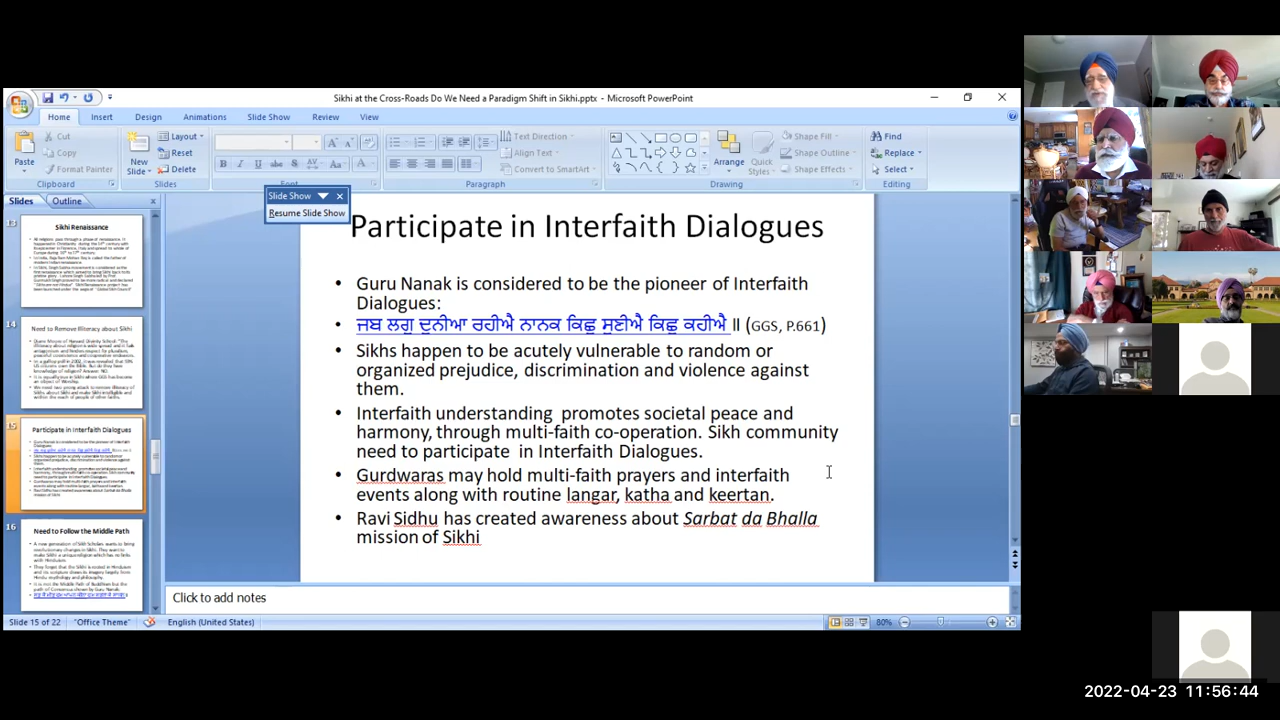 Sikhi at the Cross-Roads Do We Need a Paradigm Shift in Sikhi.pptx - Microsoft PowerPoint
Home Insert Design Slide Show Animations Review View
Cut
Copy
Format Painter
Paste
Clipboard
New Slide
Layout
Reset
Delete
Slides
Font
Text Direction
Align Text
Convert to SmartArt
Paragraph
Arrange
Quick Styles
Shape Fill
Shape Outline
Shape Effects
Drawing
Find
Replace
Select
Editing
Slides Outline
Slide Show
Resume Slide Show
13
Sikhi Renaissance
14
Need to Remove Illiteracy about Sikhi
15
Participate in Interfaith Dialogues
16
Need to Follow the Middle Path
Participate in Interfaith Dialogues
• Guru Nanak is considered to be the pioneer of Interfaith
Dialogues:
• ਜਬ ਲਗੁ ਦੁਨੀਆ ਰਹੀਐ ਨਾਨਕ ਕਿਛੁ ਸੁਣੀਐ ਕਿਛੁ ਕਹੀਐ ॥ (GGS, P.661)
• Sikhs happen to be acutely vulnerable to random or
organized prejudice, discrimination and violence against
them.
• Interfaith understanding promotes societal peace and
harmony, through multi-faith co-operation. Sikh community
need to participate in interfaith Dialogues.
• Gurdwaras may hold multi-faith prayers and interfaith
events along with routine langar, katha and keertan.
• Ravi Sidhu has created awareness about Sarbat da Bhalla
mission of Sikhi
Click to add notes
Slide 15 of 22 "Office Theme" English (United States) 80%
2022-04-23 11:56:44